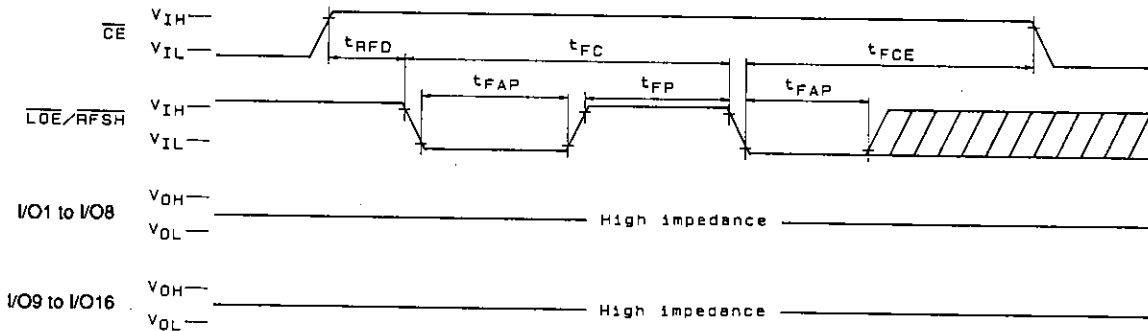 CE
VIH
VIL
tRFD
tFC
tFCE
LOE/RFSH
VIH
VIL
tFAP
tFP
tFAP
I/O1 to I/O8
VOH
VOL
High impedance
I/O9 to I/O16
VOH
VOL
High impedance